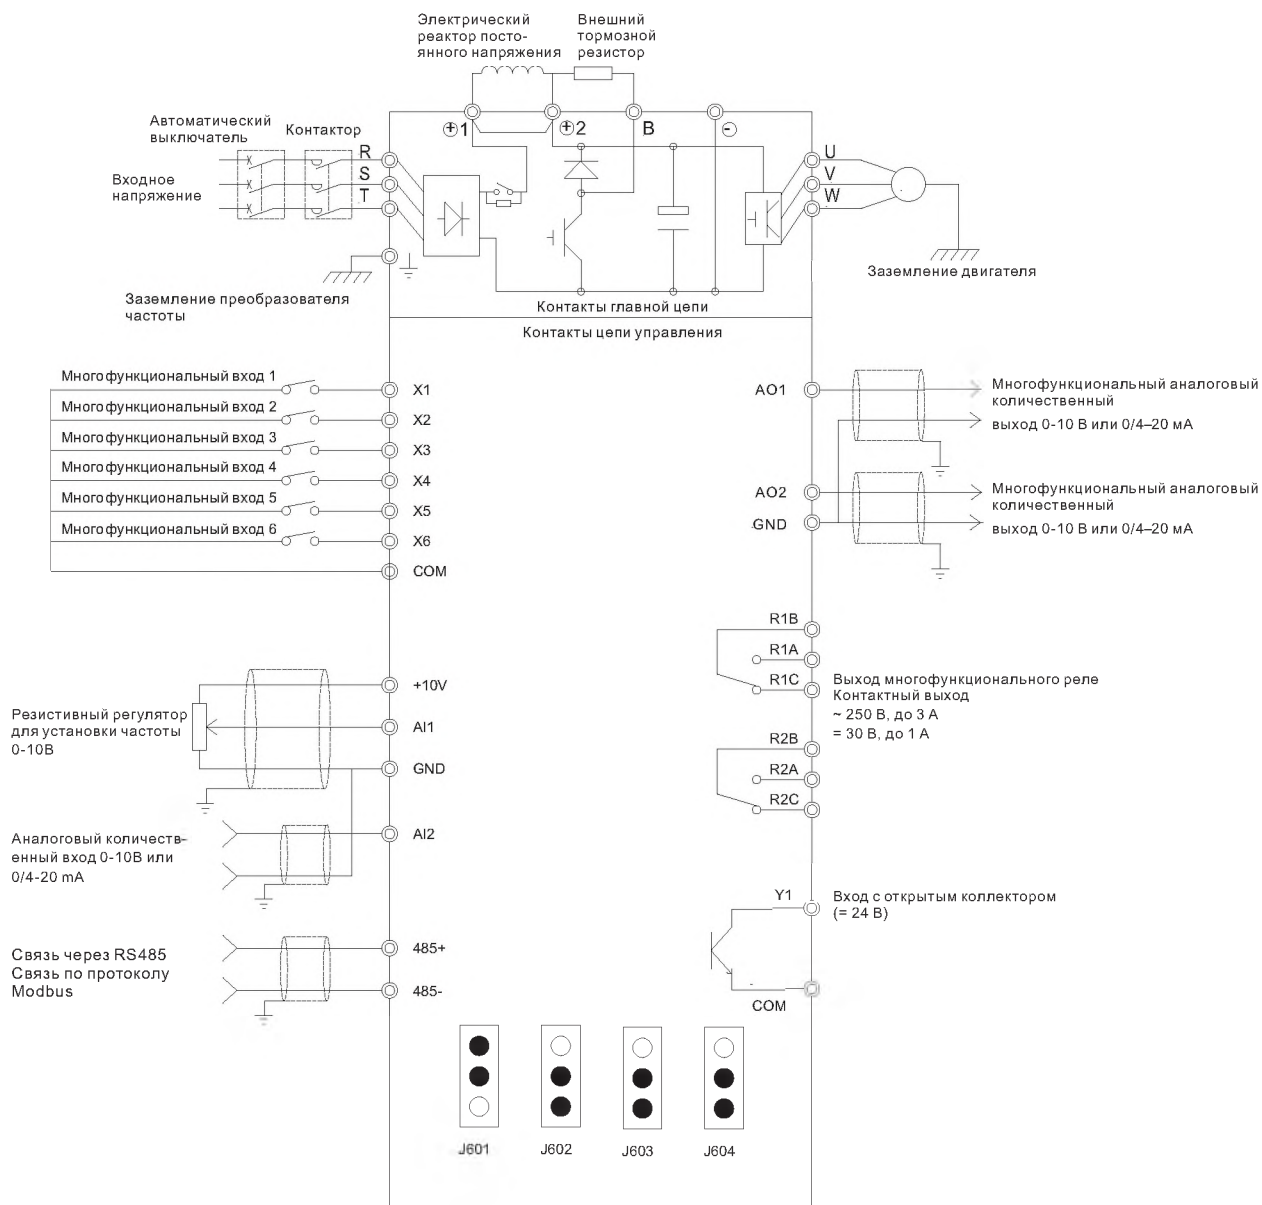 Электрический
реактор посто-
янного напряжения
Внешний
тормозной
резистор
Автоматический
выключатель
Контактор
Входное
напряжение
R
S
T
⊕1
⊕2
B
⊖
U
V
W
Заземление двигателя
Заземление преобразователя
частоты
Контакты главной цепи
Контакты цепи управления
Многофункциональный вход 1
X1
Многофункциональный вход 2
X2
Многофункциональный вход 3
X3
Многофункциональный вход 4
X4
Многофункциональный вход 5
X5
Многофункциональный вход 6
X6
COM
AO1
Многофункциональный аналоговый
количественный
выход 0-10 В или 0/4–20 мА
AO2
GND
Многофункциональный аналоговый
количественный
выход 0-10 В или 0/4–20 мА
R1B
R1A
R1C
Выход многофункционального реле
Контактный выход
~ 250 В, до 3 А
= 30 В, до 1 А
R2B
R2A
R2C
Резистивный регулятор
для установки частоты
0-10В
+10V
AI1
GND
Аналоговый количеств-
енный вход 0-10В или
0/4-20 mA
AI2
Y1
Вход с открытым коллектором
(= 24 В)
COM
Связь через RS485
Связь по протоколу
Modbus
485+
485-
J601
J602
J603
J604